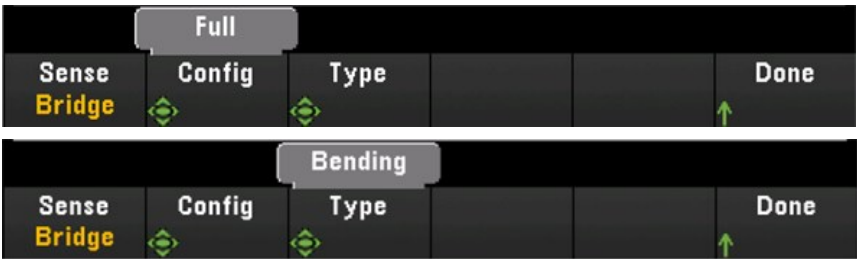 Full
Sense Config Type Done
Bridge
Bending
Sense Config Type Done
Bridge